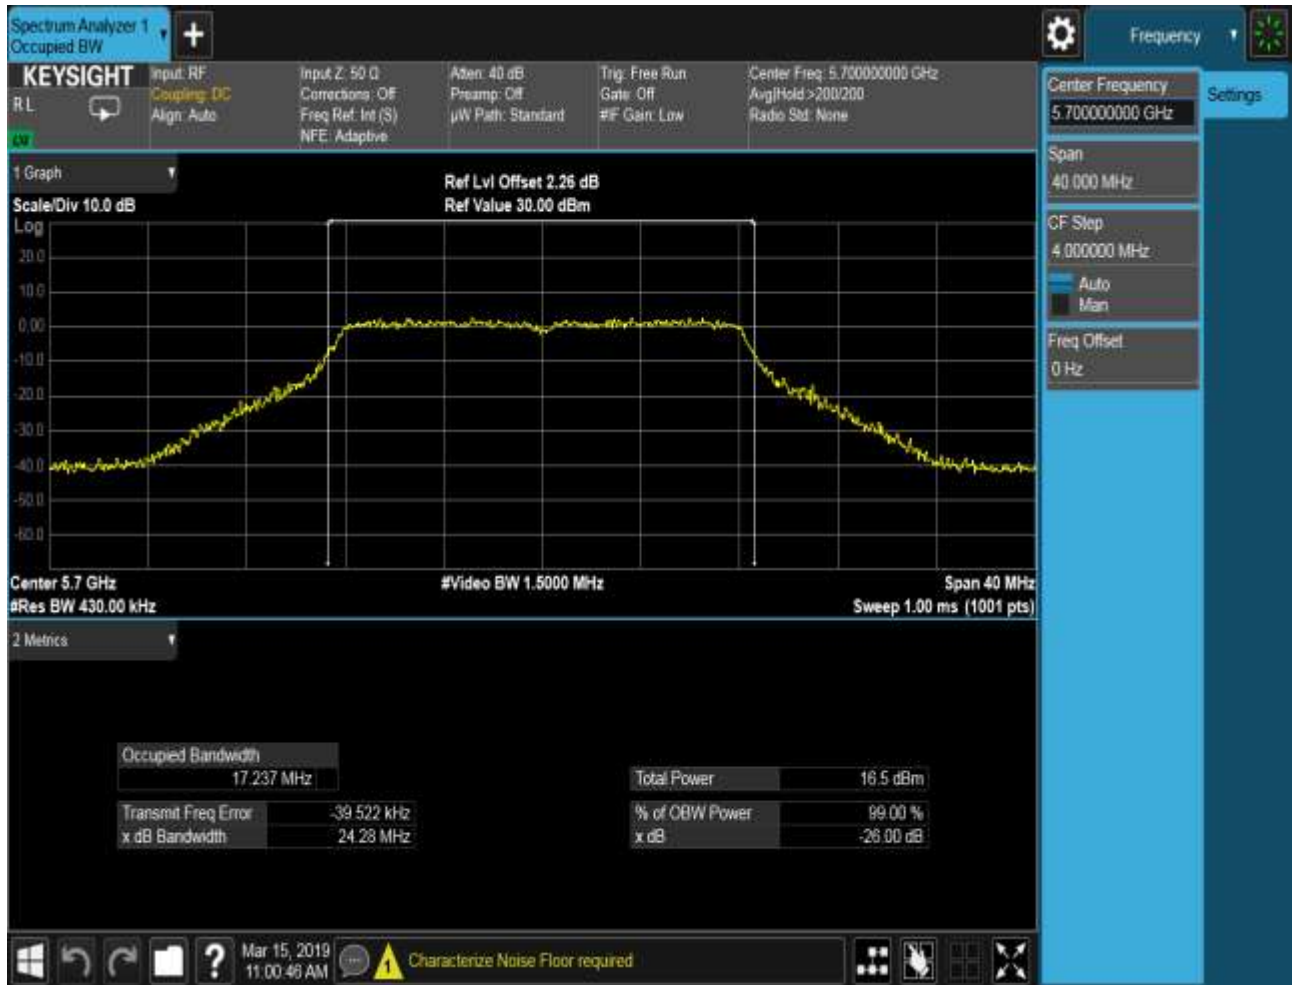 Spectrum Analyzer 1
Occupied BW
Frequency
KEYSIGHT
R L
Input: RF
Coupling: DC
Align: Auto
Input Z: 50 Ω
Corrections: Off
Freq Ref: Int (S)
NFE: Adaptive
Atten: 40 dB
Preamp: Off
µW Path: Standard
Trig: Free Run
Gate: Off
#IF Gain: Low
Center Freq: 5.700000000 GHz
Avg|Hold:>200/200
Radio Std: None
Center Frequency
5.700000000 GHz
Settings
Span
40.000 MHz
CF Step
4.000000 MHz
Auto
Man
Freq Offset
0 Hz
1 Graph
Scale/Div 10.0 dB
Ref Lvl Offset 2.26 dB
Ref Value 30.00 dBm
Log
20.0
10.0
0.00
-10.0
-20.0
-30.0
-40.0
-50.0
-60.0
Center 5.7 GHz
#Video BW 1.5000 MHz
Span 40 MHz
#Res BW 430.00 kHz
Sweep 1.00 ms (1001 pts)
2 Metrics
Occupied Bandwidth
17.237 MHz
Total Power 16.5 dBm
Transmit Freq Error -39.522 kHz
% of OBW Power 99.00 %
x dB Bandwidth 24.28 MHz
x dB -26.00 dB
Mar 15, 2019
11:00:46 AM
1
Characterize Noise Floor required